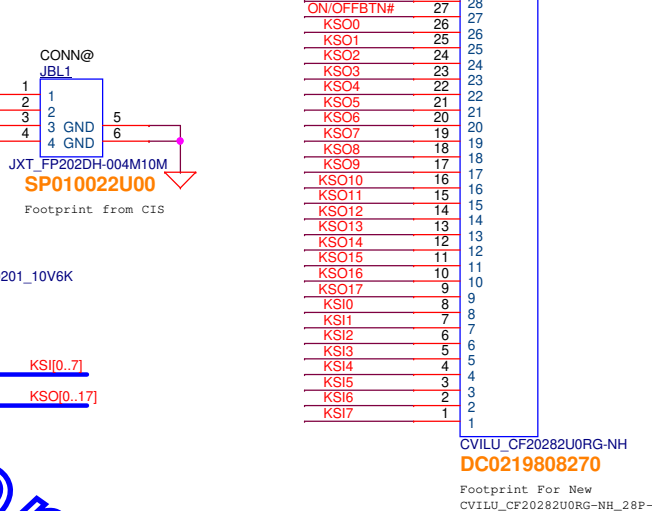 CONN@
JBL1
1 1
2 2
3 3 GND 5
4 4 GND 6
JXT_FP202DH-004M10M
SP010022U00
Footprint from CIS
201_10V6K
KSI[0..7]
KSO[0..17]
28
ON/OFFBTN# 27 27
KSO0 26 26
KSO1 25 25
KSO2 24 24
KSO3 23 23
KSO4 22 22
KSO5 21 21
KSO6 20 20
KSO7 19 19
KSO8 18 18
KSO9 17 17
KSO10 16 16
KSO11 15 15
KSO12 14 14
KSO13 13 13
KSO14 12 12
KSO15 11 11
KSO16 10 10
KSO17 9 9
KSI0 8 8
KSI1 7 7
KSI2 6 6
KSI3 5 5
KSI4 4 4
KSI5 3 3
KSI6 2 2
KSI7 1 1
CVILU_CF20282U0RG-NH
DC0219808270
Footprint For New
CVILU_CF20282U0RG-NH_28P-